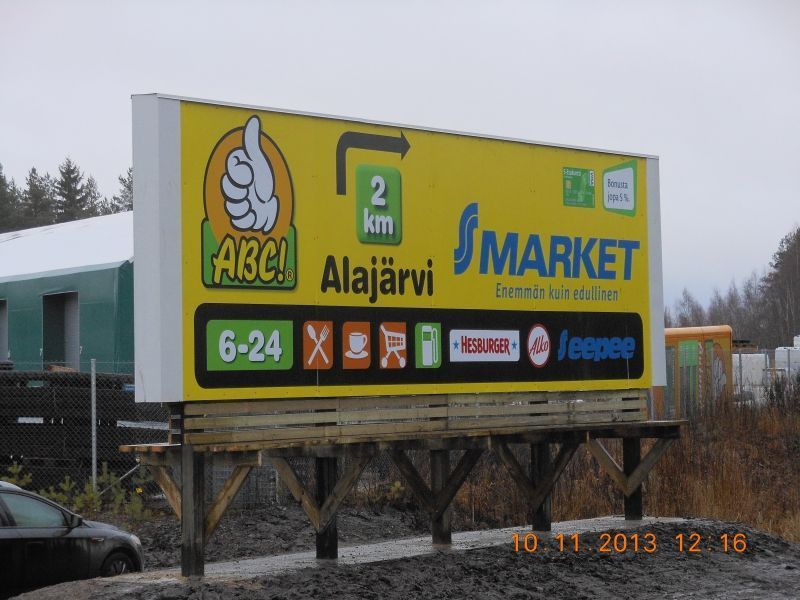 ABC!®
2
km
Alajärvi
S MARKET
Enemmän kuin edullinen
Bonusta
jopa 5 %
6-24
HESBURGER
Alko
Seepee
10.11.2013 12:16